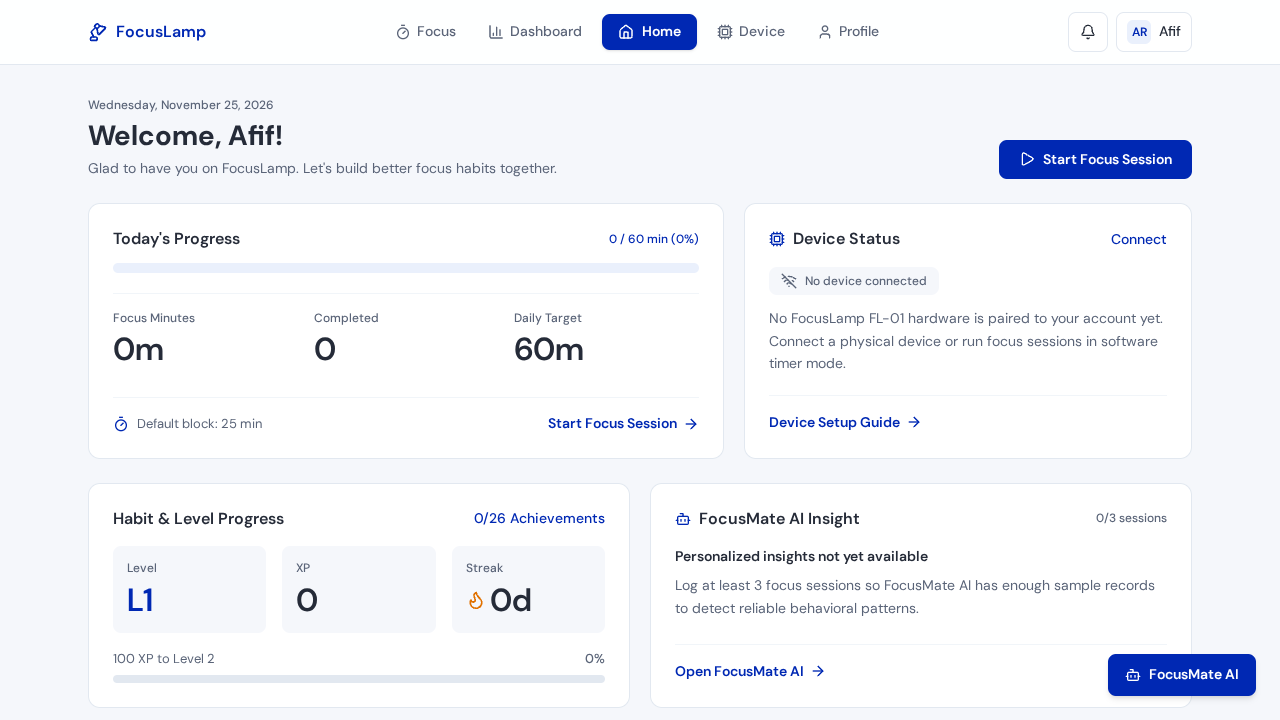 FocusLamp
Focus
Dashboard
Home
Device
Profile
AR
Afif
Wednesday, November 25, 2026
Welcome, Afif!
Glad to have you on FocusLamp. Let's build better focus habits together.
Start Focus Session
Today's Progress
0 / 60 min (0%)
Focus Minutes
0m
Completed
0
Daily Target
60m
Default block: 25 min
Start Focus Session
Device Status
Connect
No device connected
No FocusLamp FL-01 hardware is paired to your account yet.
Connect a physical device or run focus sessions in software
timer mode.
Device Setup Guide
Habit & Level Progress
0/26 Achievements
Level
L1
XP
0
Streak
0d
100 XP to Level 2
0%
FocusMate AI Insight
0/3 sessions
Personalized insights not yet available
Log at least 3 focus sessions so FocusMate AI has enough sample records
to detect reliable behavioral patterns.
Open FocusMate AI
FocusMate AI